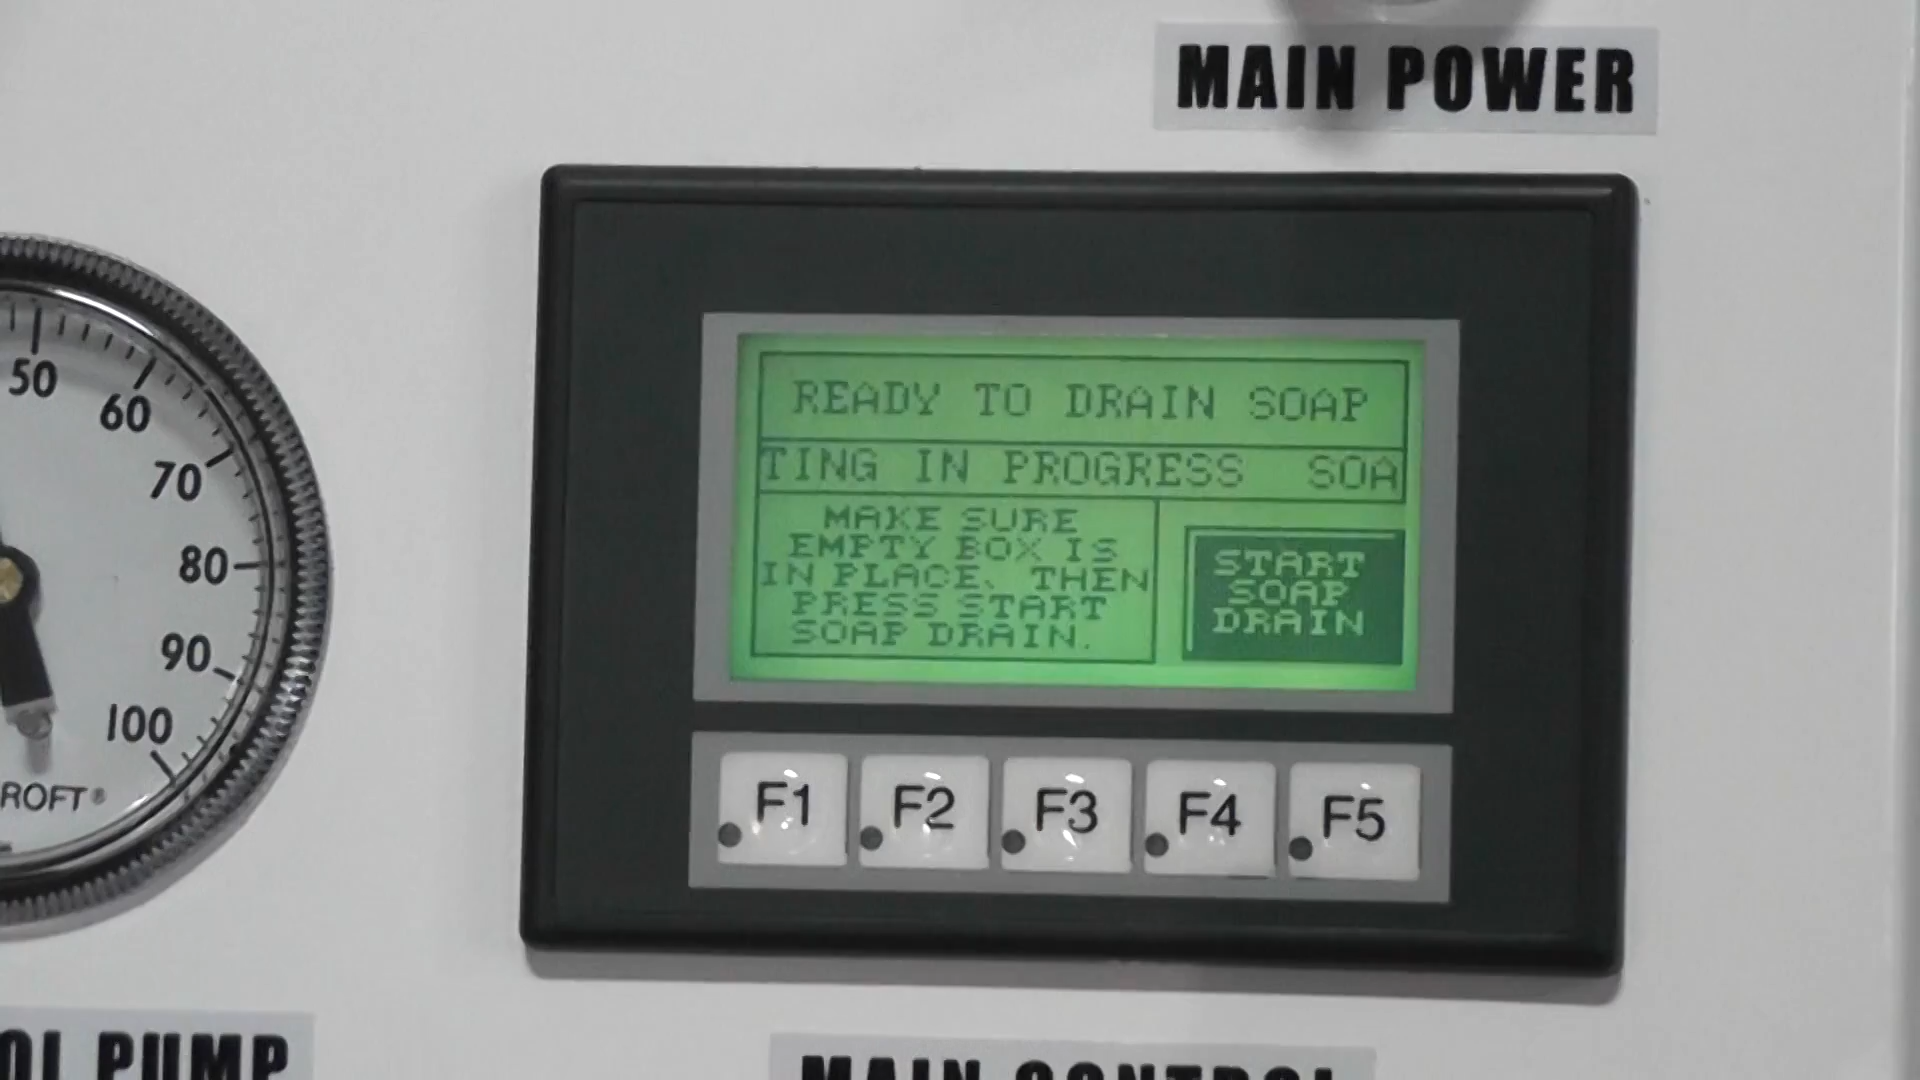 MAIN POWER
50
60
70
80
90
100
ROFT®
READY TO DRAIN SOAP
TING IN PROGRESS SOA
MAKE SURE
EMPTY BOX IS
IN PLACE, THEN
PRESS START
SOAP DRAIN.
START
SOAP
DRAIN
F1 F2 F3 F4 F5
OL PUMP
MAIN CONTROL